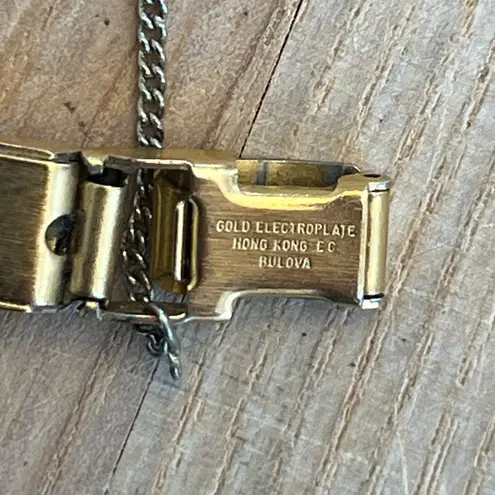 GOLD ELECTROPLATE
HONG KONG E C
BULOVA